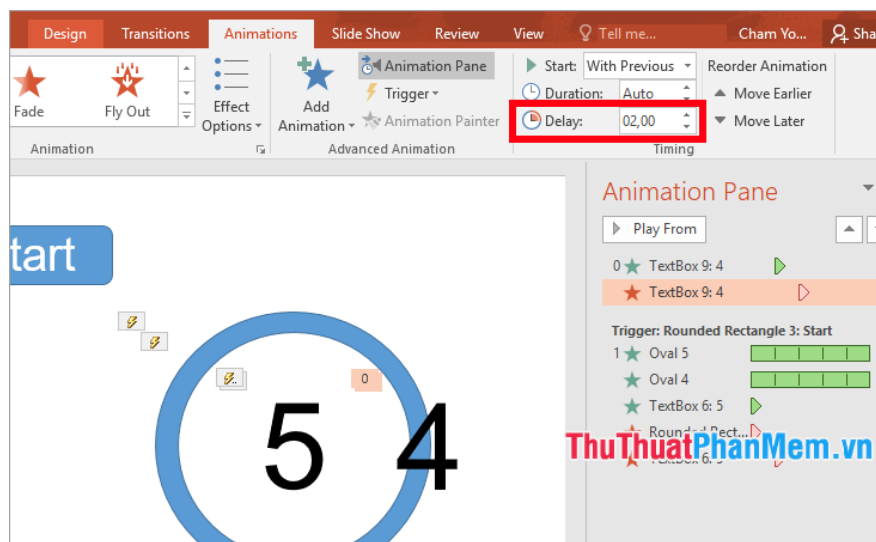 Design Transitions Animations Slide Show Review View Tell me... Cham Yo... Sha
Fade Fly Out
Effect Options
Add Animation
Animation Pane
Trigger
Animation Painter
Start: With Previous
Duration: Auto
Delay: 02,00
Reorder Animation
Move Earlier
Move Later
Animation Advanced Animation Timing
tart
0
5 4
Animation Pane
Play From
0 TextBox 9: 4
TextBox 9: 4
Trigger: Rounded Rectangle 3: Start
1 Oval 5
Oval 4
TextBox 6: 5
Rounded Rect...
ThuThuatPhanMem.vn